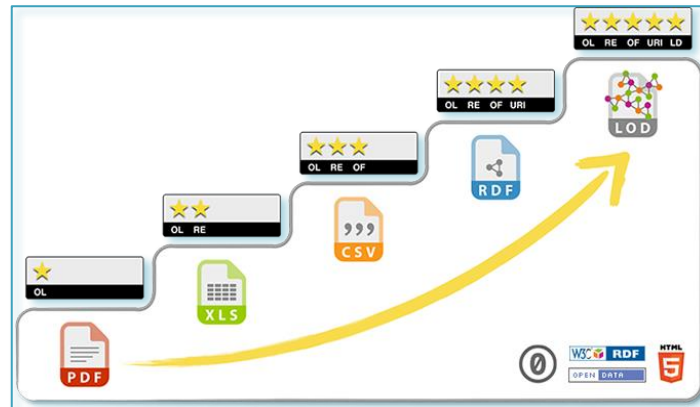 OL RE OF URI LD
LOD
OL RE OF URI
RDF
OL RE OF
CSV
OL RE
XLS
OL
PDF
0
W3C RDF
OPEN DATA
HTML
5